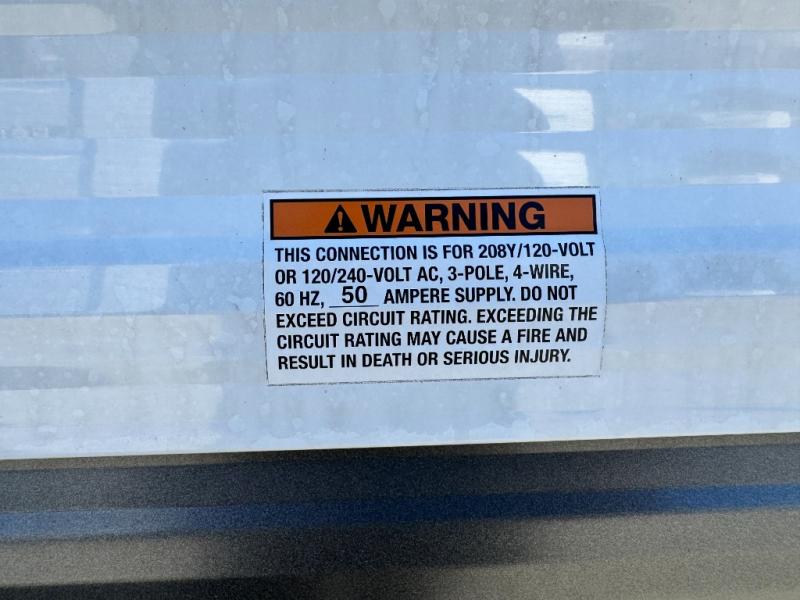 WARNING
THIS CONNECTION IS FOR 208Y/120-VOLT
OR 120/240-VOLT AC, 3-POLE, 4-WIRE,
60 HZ, 50 AMPERE SUPPLY. DO NOT
EXCEED CIRCUIT RATING. EXCEEDING THE
CIRCUIT RATING MAY CAUSE A FIRE AND
RESULT IN DEATH OR SERIOUS INJURY.